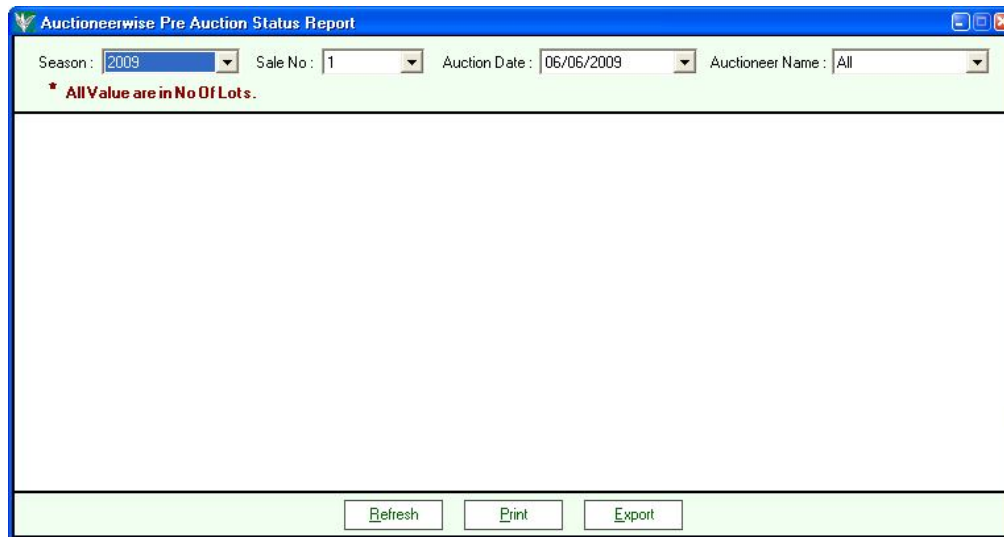 Auctioneerwise Pre Auction Status Report
Season : 2009 Sale No : 1 Auction Date : 06/06/2009 Auctioneer Name : All
* All Value are in No Of Lots.
Refresh Print Export